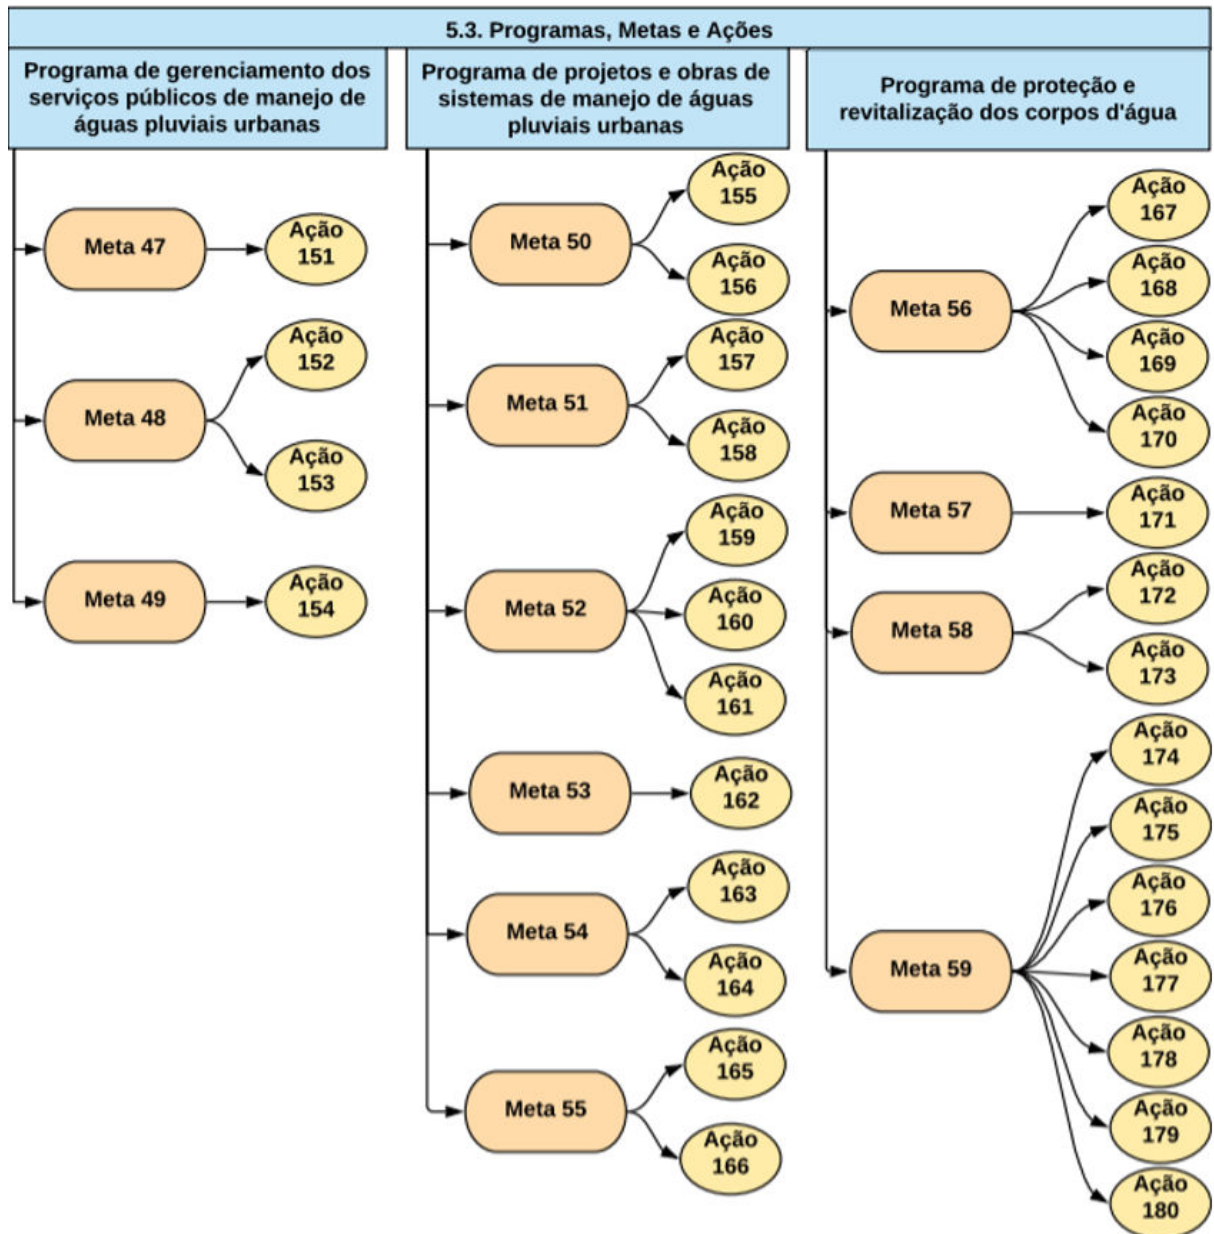 5.3. Programas, Metas e Ações
Programa de gerenciamento dos
serviços públicos de manejo de
águas pluviais urbanas
Meta 47
Ação
151
Meta 48
Ação
152
Ação
153
Meta 49
Ação
154
Programa de projetos e obras de
sistemas de manejo de águas
pluviais urbanas
Meta 50
Ação
155
Ação
156
Meta 51
Ação
157
Ação
158
Meta 52
Ação
159
Ação
160
Ação
161
Meta 53
Ação
162
Meta 54
Ação
163
Ação
164
Meta 55
Ação
165
Ação
166
Programa de proteção e
revitalização dos corpos d'água
Meta 56
Ação
167
Ação
168
Ação
169
Ação
170
Meta 57
Ação
171
Meta 58
Ação
172
Ação
173
Meta 59
Ação
174
Ação
175
Ação
176
Ação
177
Ação
178
Ação
179
Ação
180